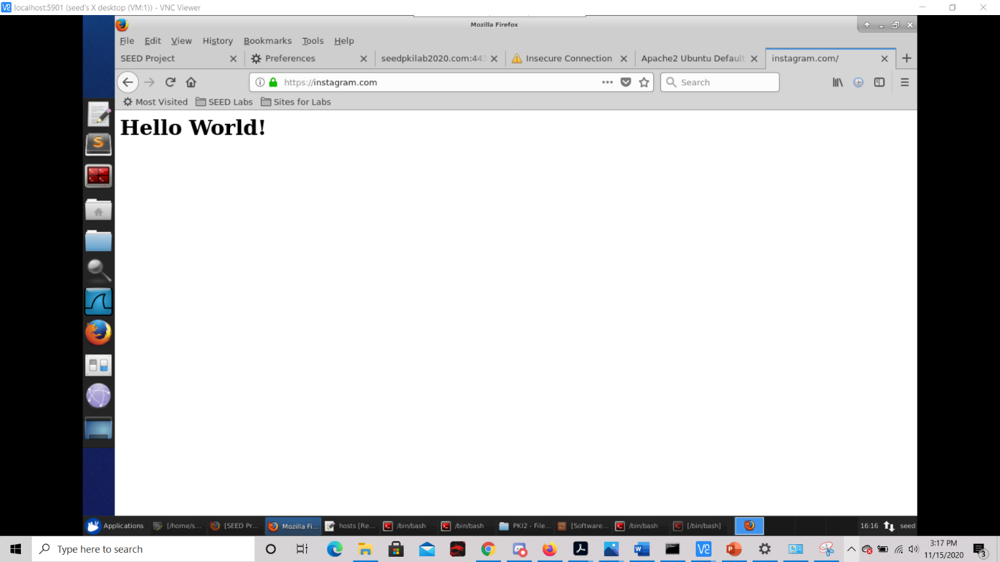 localhost:5901 (seed's X desktop (VM:1)) - VNC Viewer
Mozilla Firefox
File Edit View History Bookmarks Tools Help
SEED Project Preferences seedpkilab2020.com:443 Insecure Connection Apache2 Ubuntu Default instagram.com/
https://instagram.com Search
Most Visited SEED Labs Sites for Labs
Hello World!
Applications [/home/s... [SEED Pr... Mozilla Fi... hosts [Re... /bin/bash /bin/bash PKI2 - File... [Software... /bin/bash [/bin/bash] 16:16 seed
Type here to search
3:17 PM
11/15/2020
3